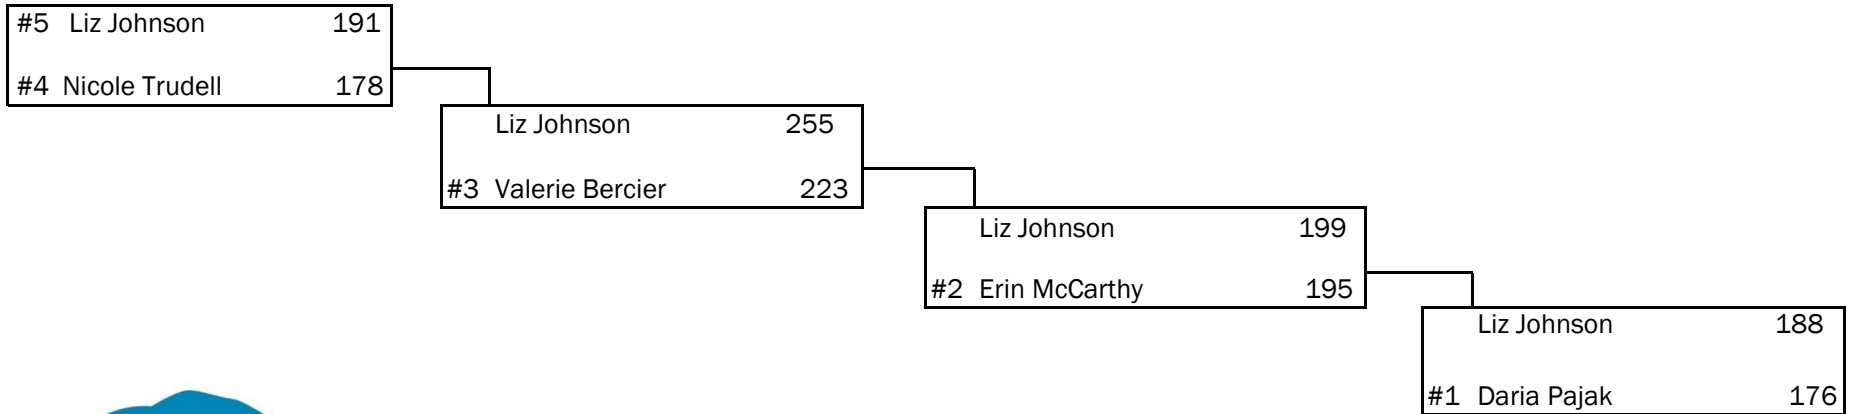 #5 Liz Johnson 191
#4 Nicole Trudell 178
Liz Johnson 255
#3 Valerie Bercier 223
Liz Johnson 199
#2 Erin McCarthy 195
Liz Johnson 188
#1 Daria Pajak 176